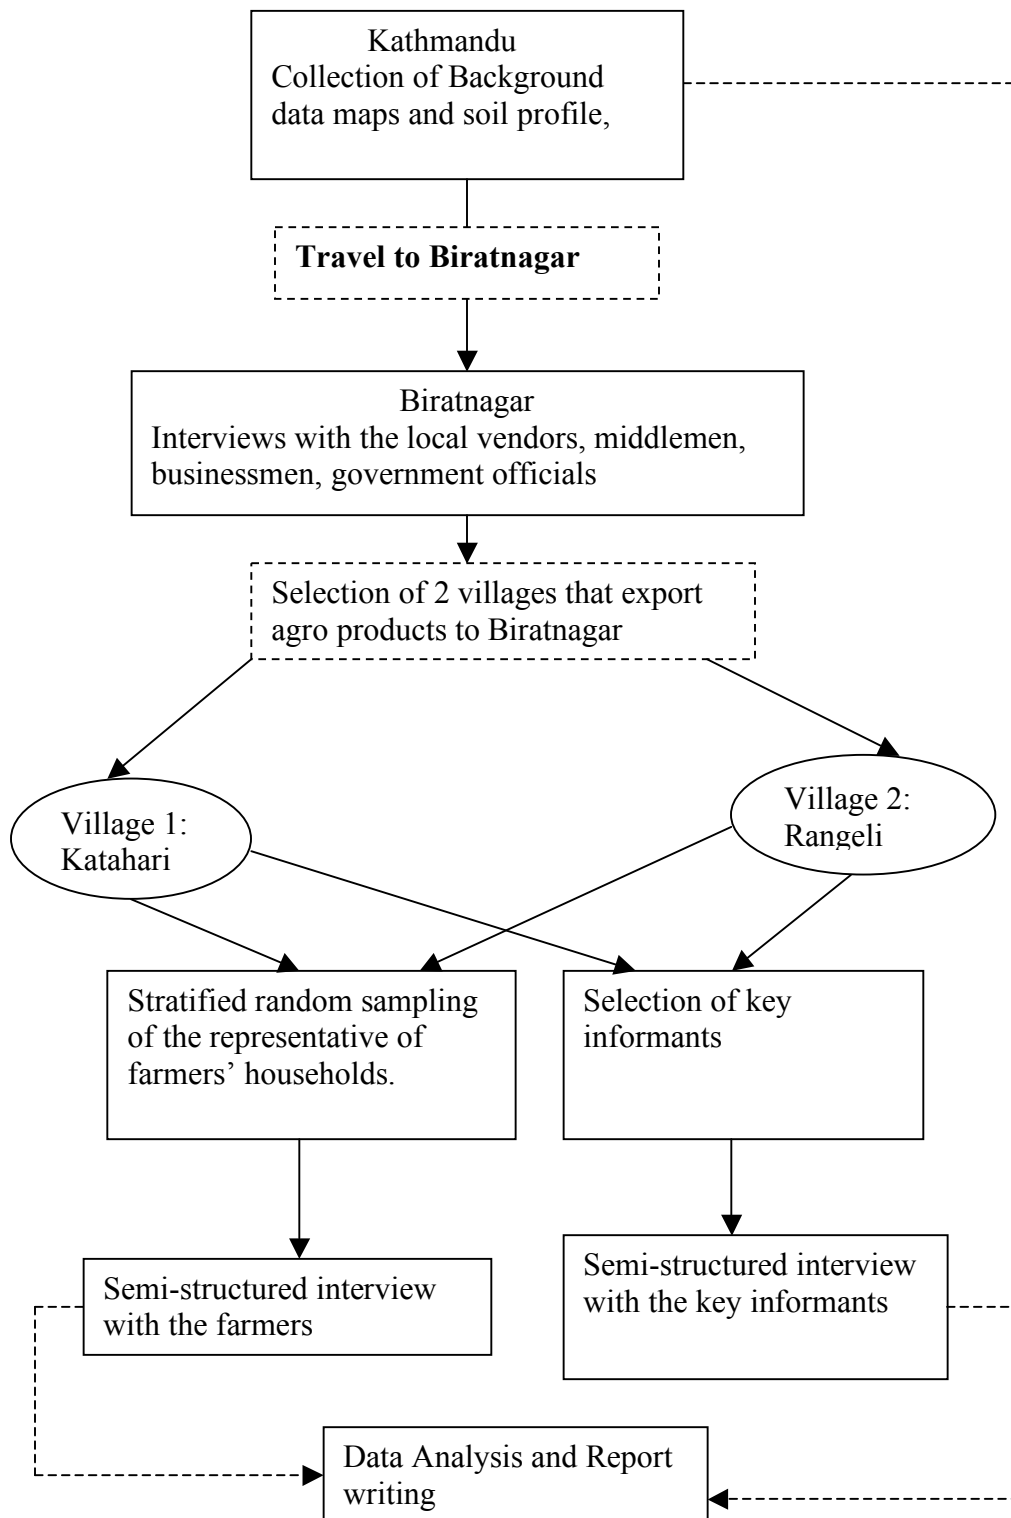 Kathmandu
Collection of Background
data maps and soil profile,
Travel to Biratnagar
Biratnagar
Interviews with the local vendors, middlemen,
businessmen, government officials
Selection of 2 villages that export
agro products to Biratnagar
Village 1:
Katahari
Village 2:
Rangeli
Stratified random sampling
of the representative of
farmers’ households.
Selection of key
informants
Semi-structured interview
with the farmers
Semi-structured interview
with the key informants
Data Analysis and Report
writing